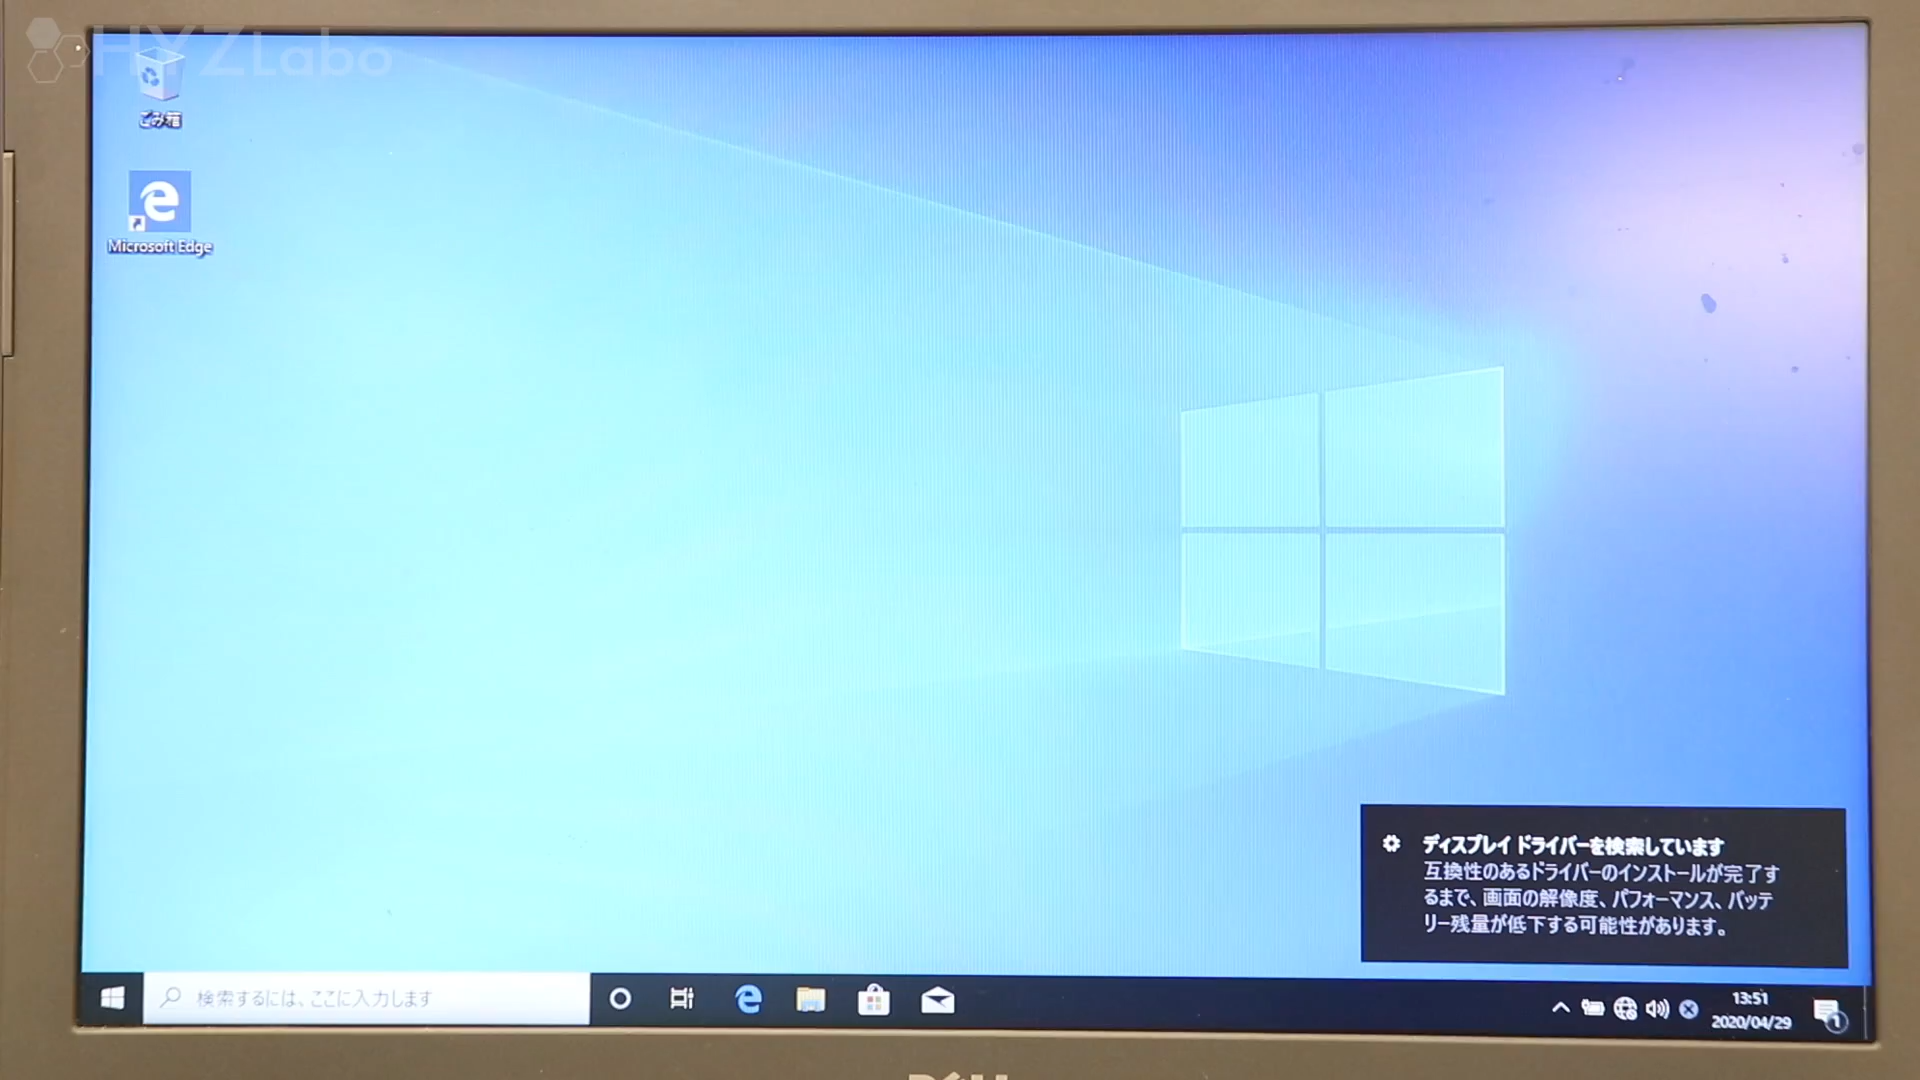 HYZLabo
ごみ箱
Microsoft Edge
ディスプレイ ドライバーを検索しています
互換性のあるドライバーのインストールが完了す
るまで、画面の解像度、パフォーマンス、バッテ
リー残量が低下する可能性があります。
検索するには、ここに入力します
13:51
2020/04/29
1